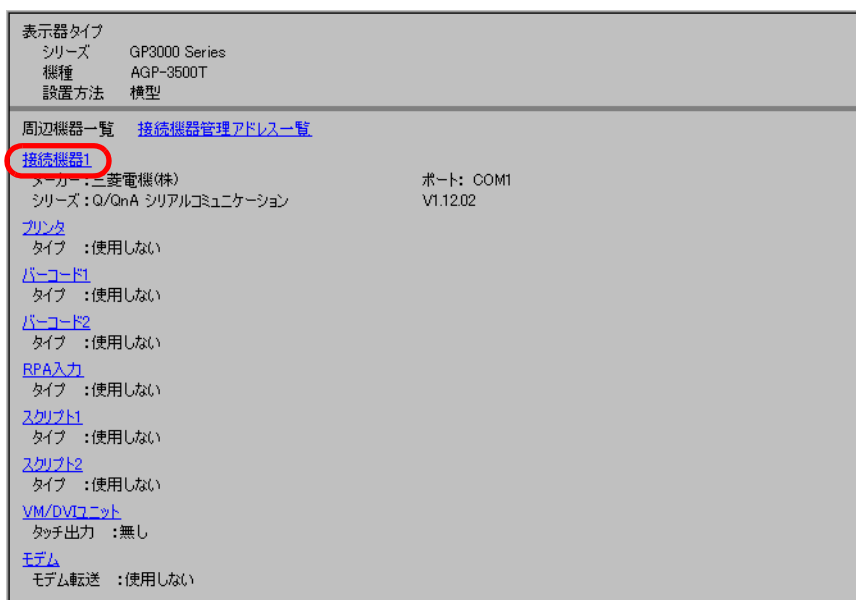 表示器タイプ
シリーズ GP3000 Series
機種 AGP-3500T
設置方法 横型
周辺機器一覧 接続機器管理アドレス一覧
接続機器1
メーカー：三菱電機(株) ポート： COM1
シリーズ：Q/QnA シリアルコミュニケーション V1.12.02
プリンタ
タイプ ：使用しない
バーコード1
タイプ ：使用しない
バーコード2
タイプ ：使用しない
RPA入力
タイプ ：使用しない
スクリプト1
タイプ ：使用しない
スクリプト2
タイプ ：使用しない
VM/DVIユニット
タッチ出力 ：無し
モデム
モデム転送 ：使用しない